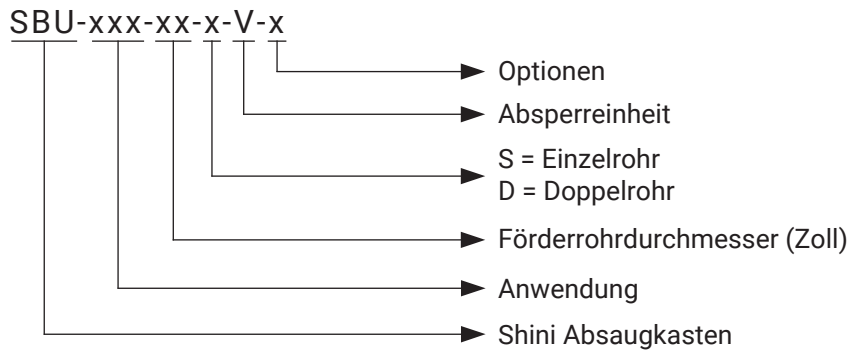 SBU-xxx-xx-x-V-x
Optionen
Absperreinheit
S = Einzelrohr
D = Doppelrohr
Förderrohrdurchmesser (Zoll)
Anwendung
Shini Absaugkasten